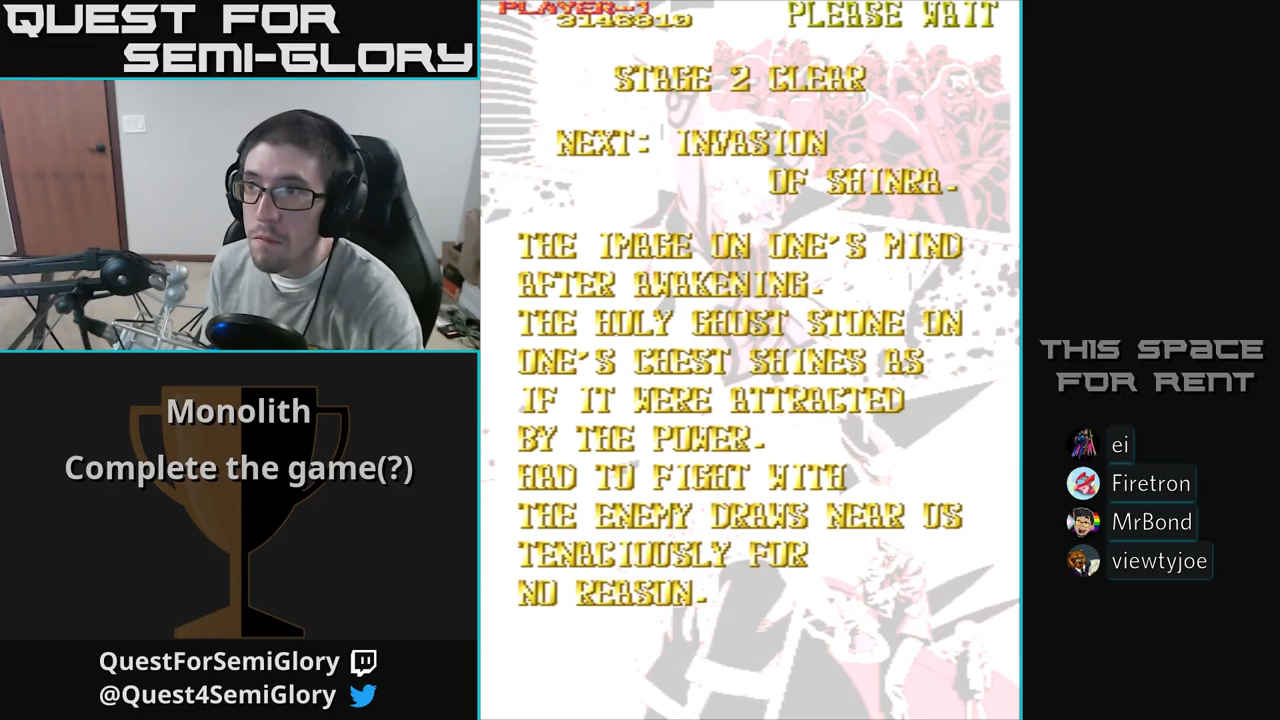 QUEST FOR
SEMI-GLORY
PLAYER-1
3146819
PLEASE WAIT
STAGE 2 CLEAR
NEXT: INVASION
OF SHINRA.
THE IMAGE ON ONE'S MIND
AFTER AWAKENING.
THE HOLY GHOST STONE ON
ONE'S CHEST SHINES AS
IF IT WERE ATTRACTED
BY THE POWER.
HAD TO FIGHT WITH
THE ENEMY DRAWS NEAR US
TENACIOUSLY FOR
NO REASON.
Monolith
Complete the game(?)
QuestForSemiGlory
@Quest4SemiGlory
THIS SPACE
FOR RENT
ei
Firetron
MrBond
viewtyjoe